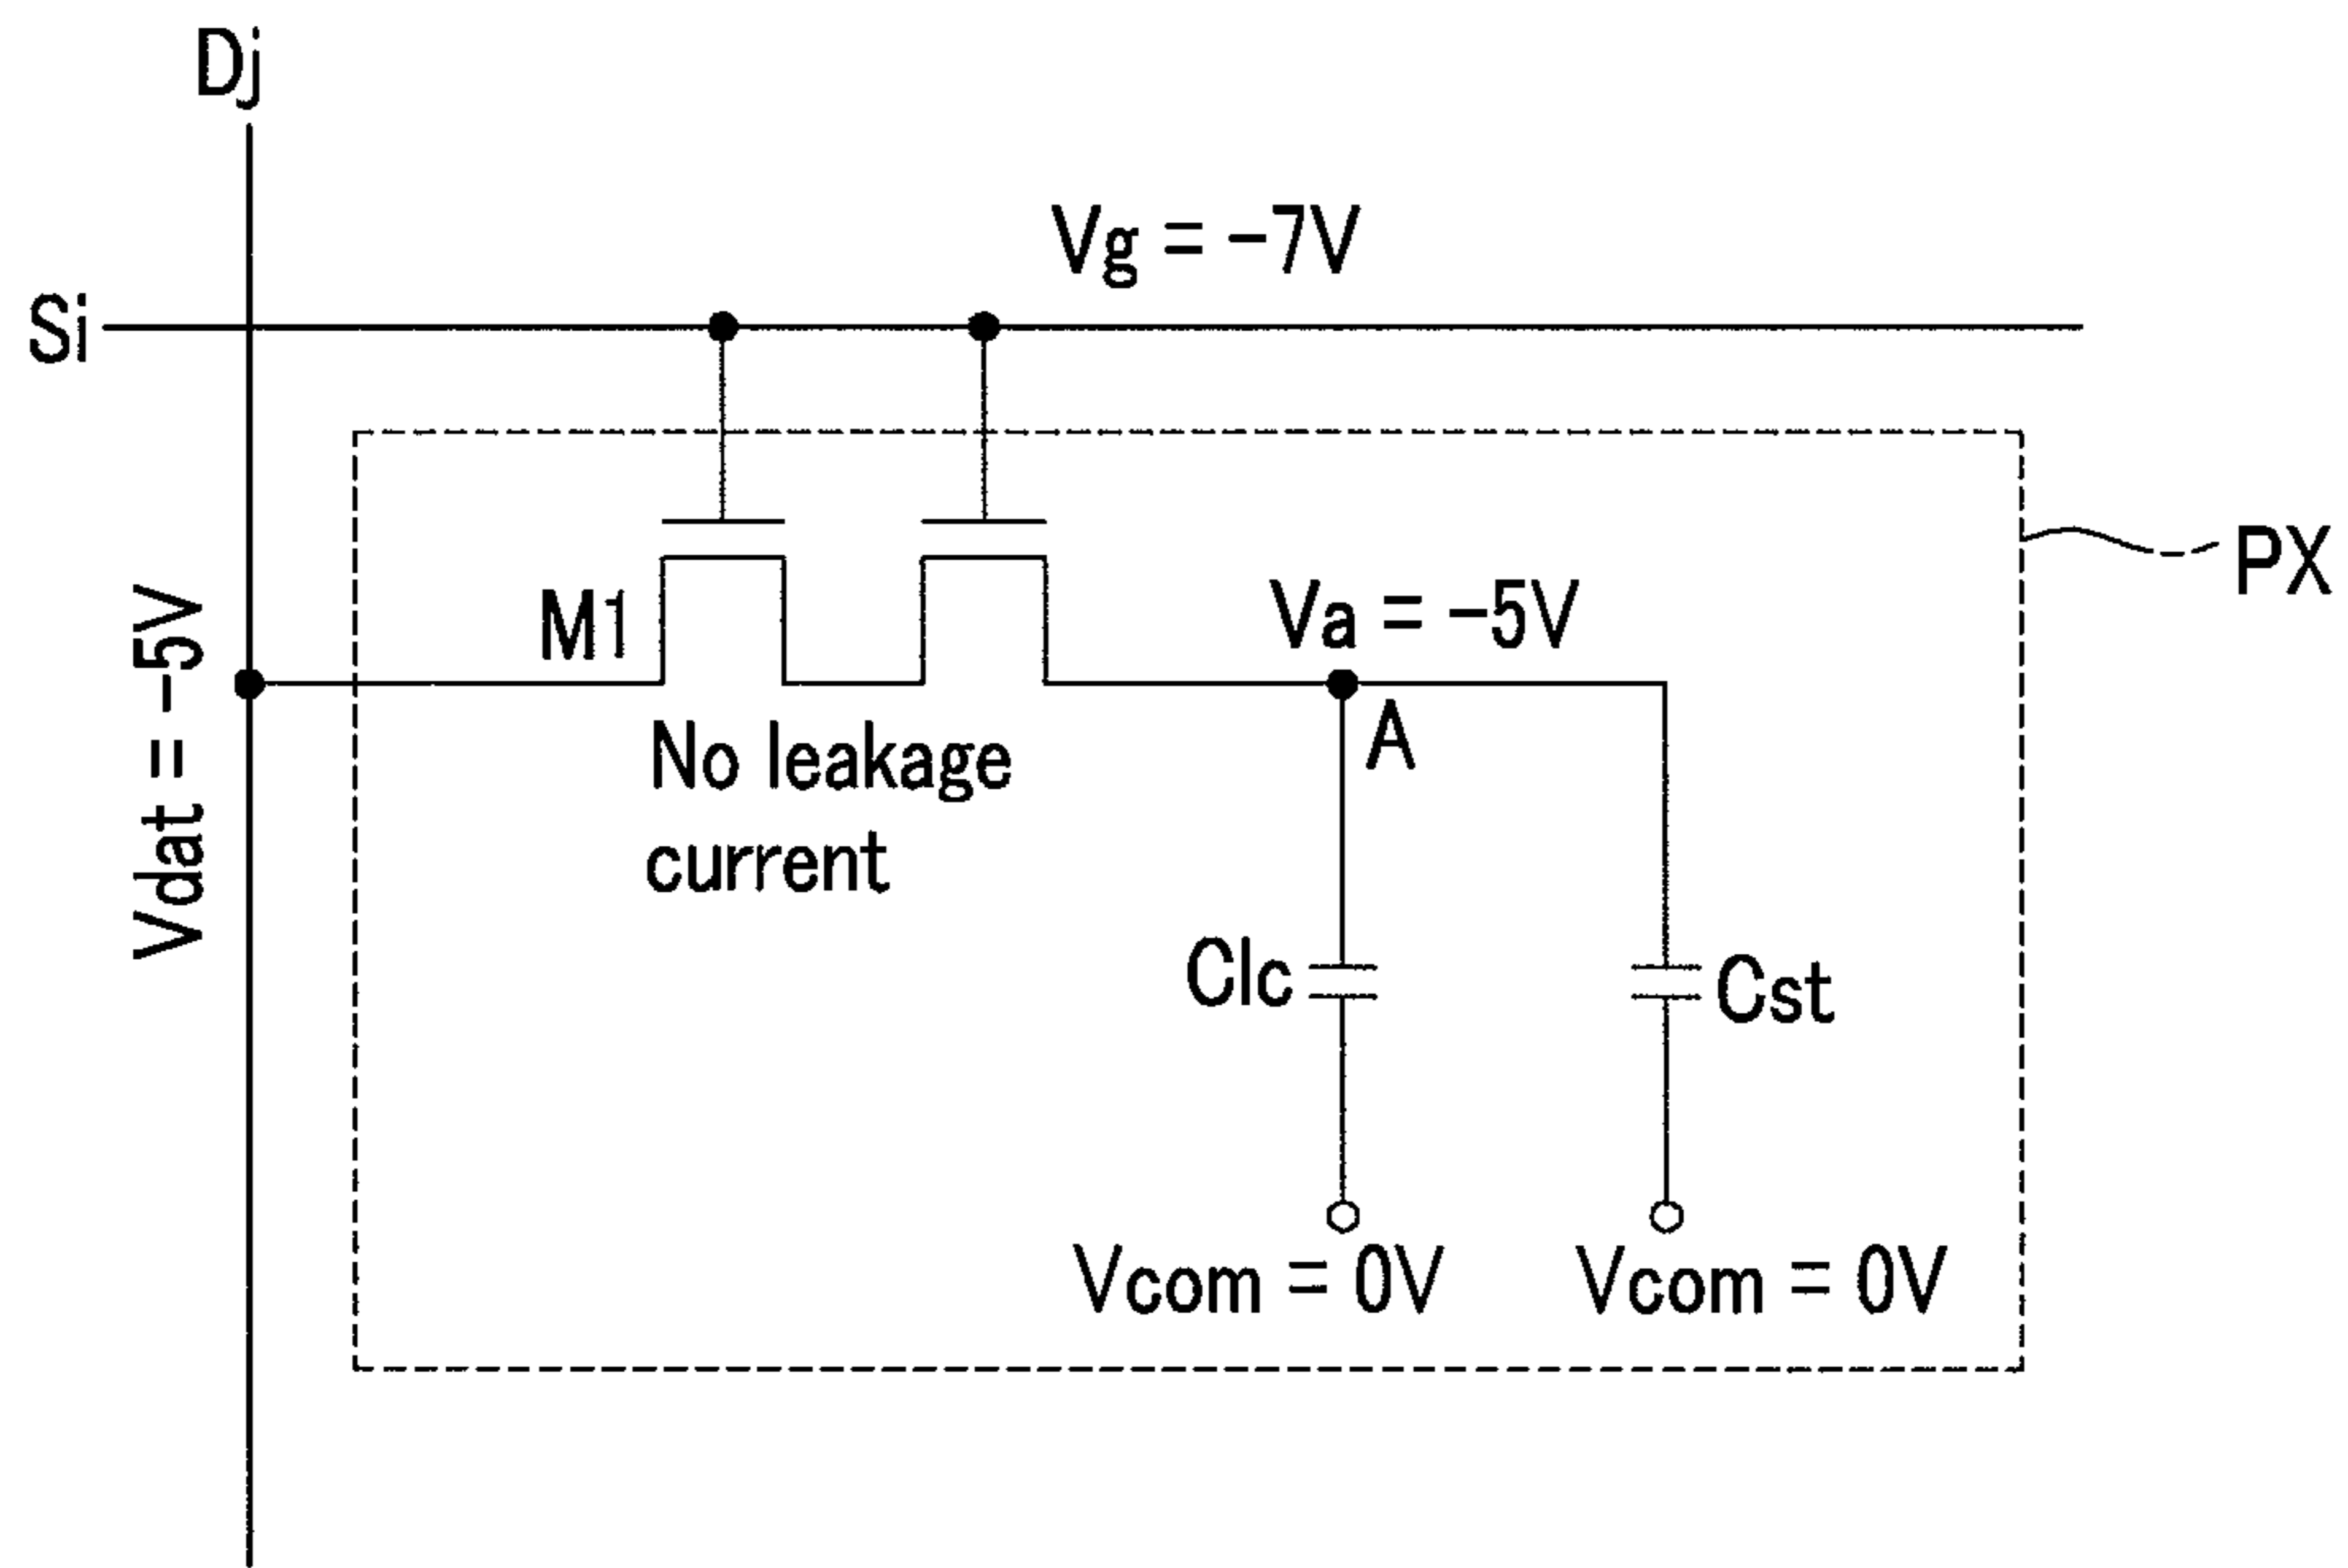 Dj
Vg = -7V
Si
PX
M1
Va = -5V
Vdat = -5V
A
No leakage
current
Clc
Cst
Vcom = 0V
Vcom = 0V